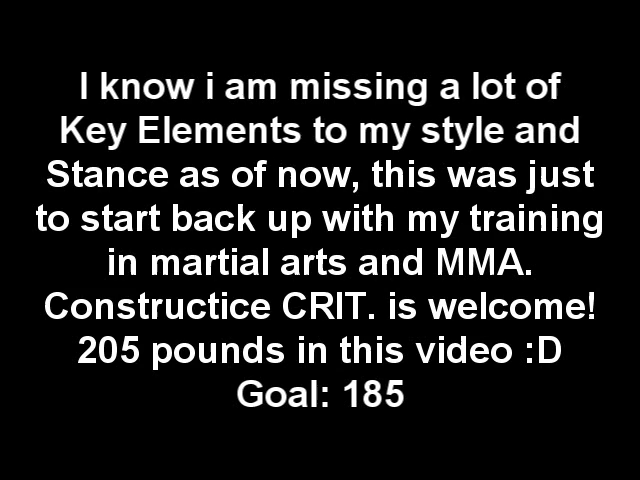 I know i am missing a lot of
Key Elements to my style and
Stance as of now, this was just
to start back up with my training
in martial arts and MMA.
Constructice CRIT. is welcome!
205 pounds in this video :D
Goal: 185